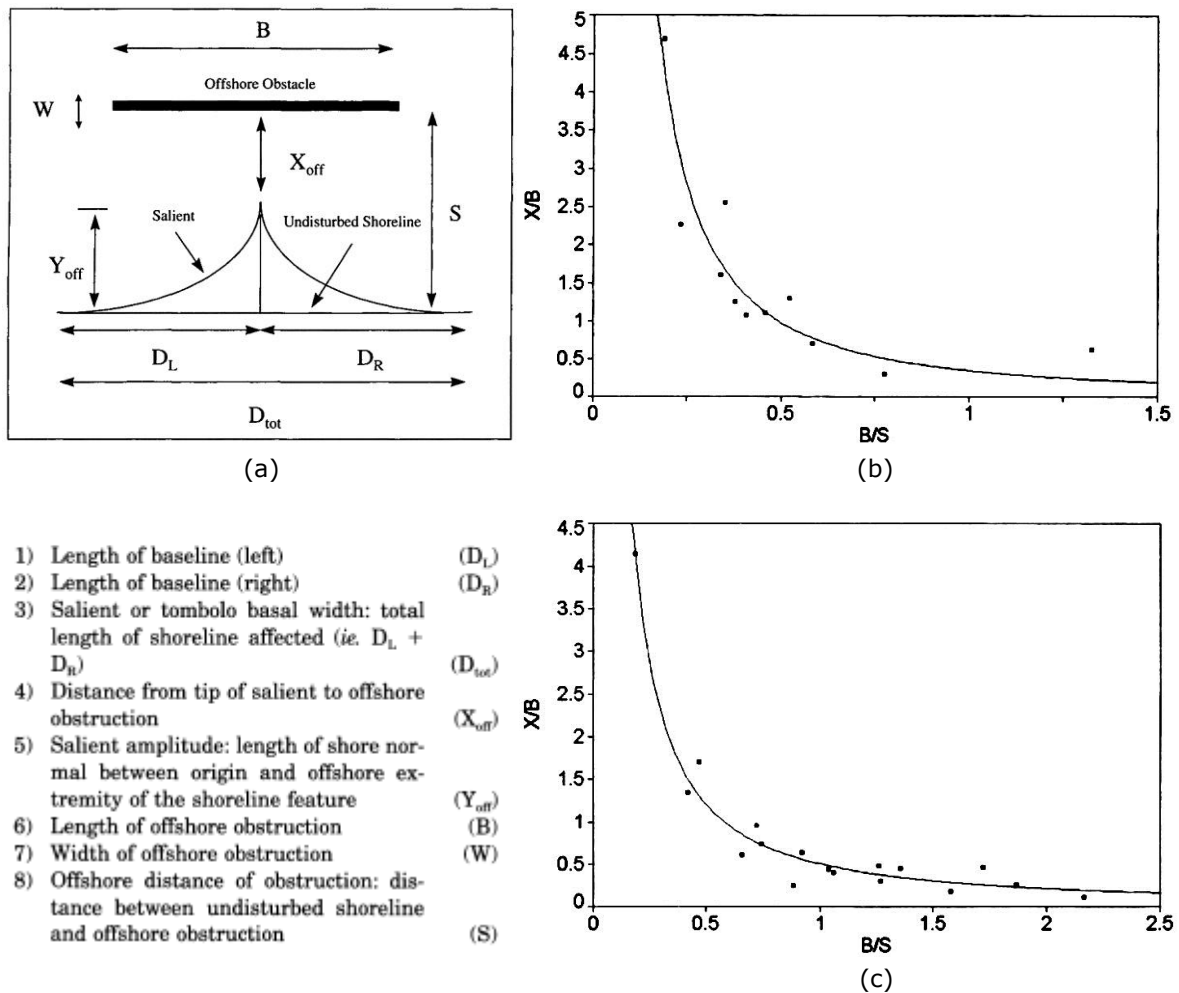 B
Offshore Obstacle
W
X_off
S
Salient
Undisturbed Shoreline
Y_off
D_L
D_R
D_tot
(a)
5
4.5
4
3.5
3
2.5
2
1.5
1
0.5
0
X/B
0
0.5
1
1.5
B/S
(b)
1) Length of baseline (left) (D_L)
2) Length of baseline (right) (D_R)
3) Salient or tombolo basal width: total
length of shoreline affected (ie. D_L +
D_R) (D_tot)
4) Distance from tip of salient to offshore
obstruction (X_off)
5) Salient amplitude: length of shore nor-
mal between origin and offshore ex-
tremity of the shoreline feature (Y_off)
6) Length of offshore obstruction (B)
7) Width of offshore obstruction (W)
8) Offshore distance of obstruction: dis-
tance between undisturbed shoreline
and offshore obstruction (S)
4.5
4
3.5
3
2.5
2
1.5
1
0.5
0
X/B
0
0.5
1
1.5
2
2.5
B/S
(c)